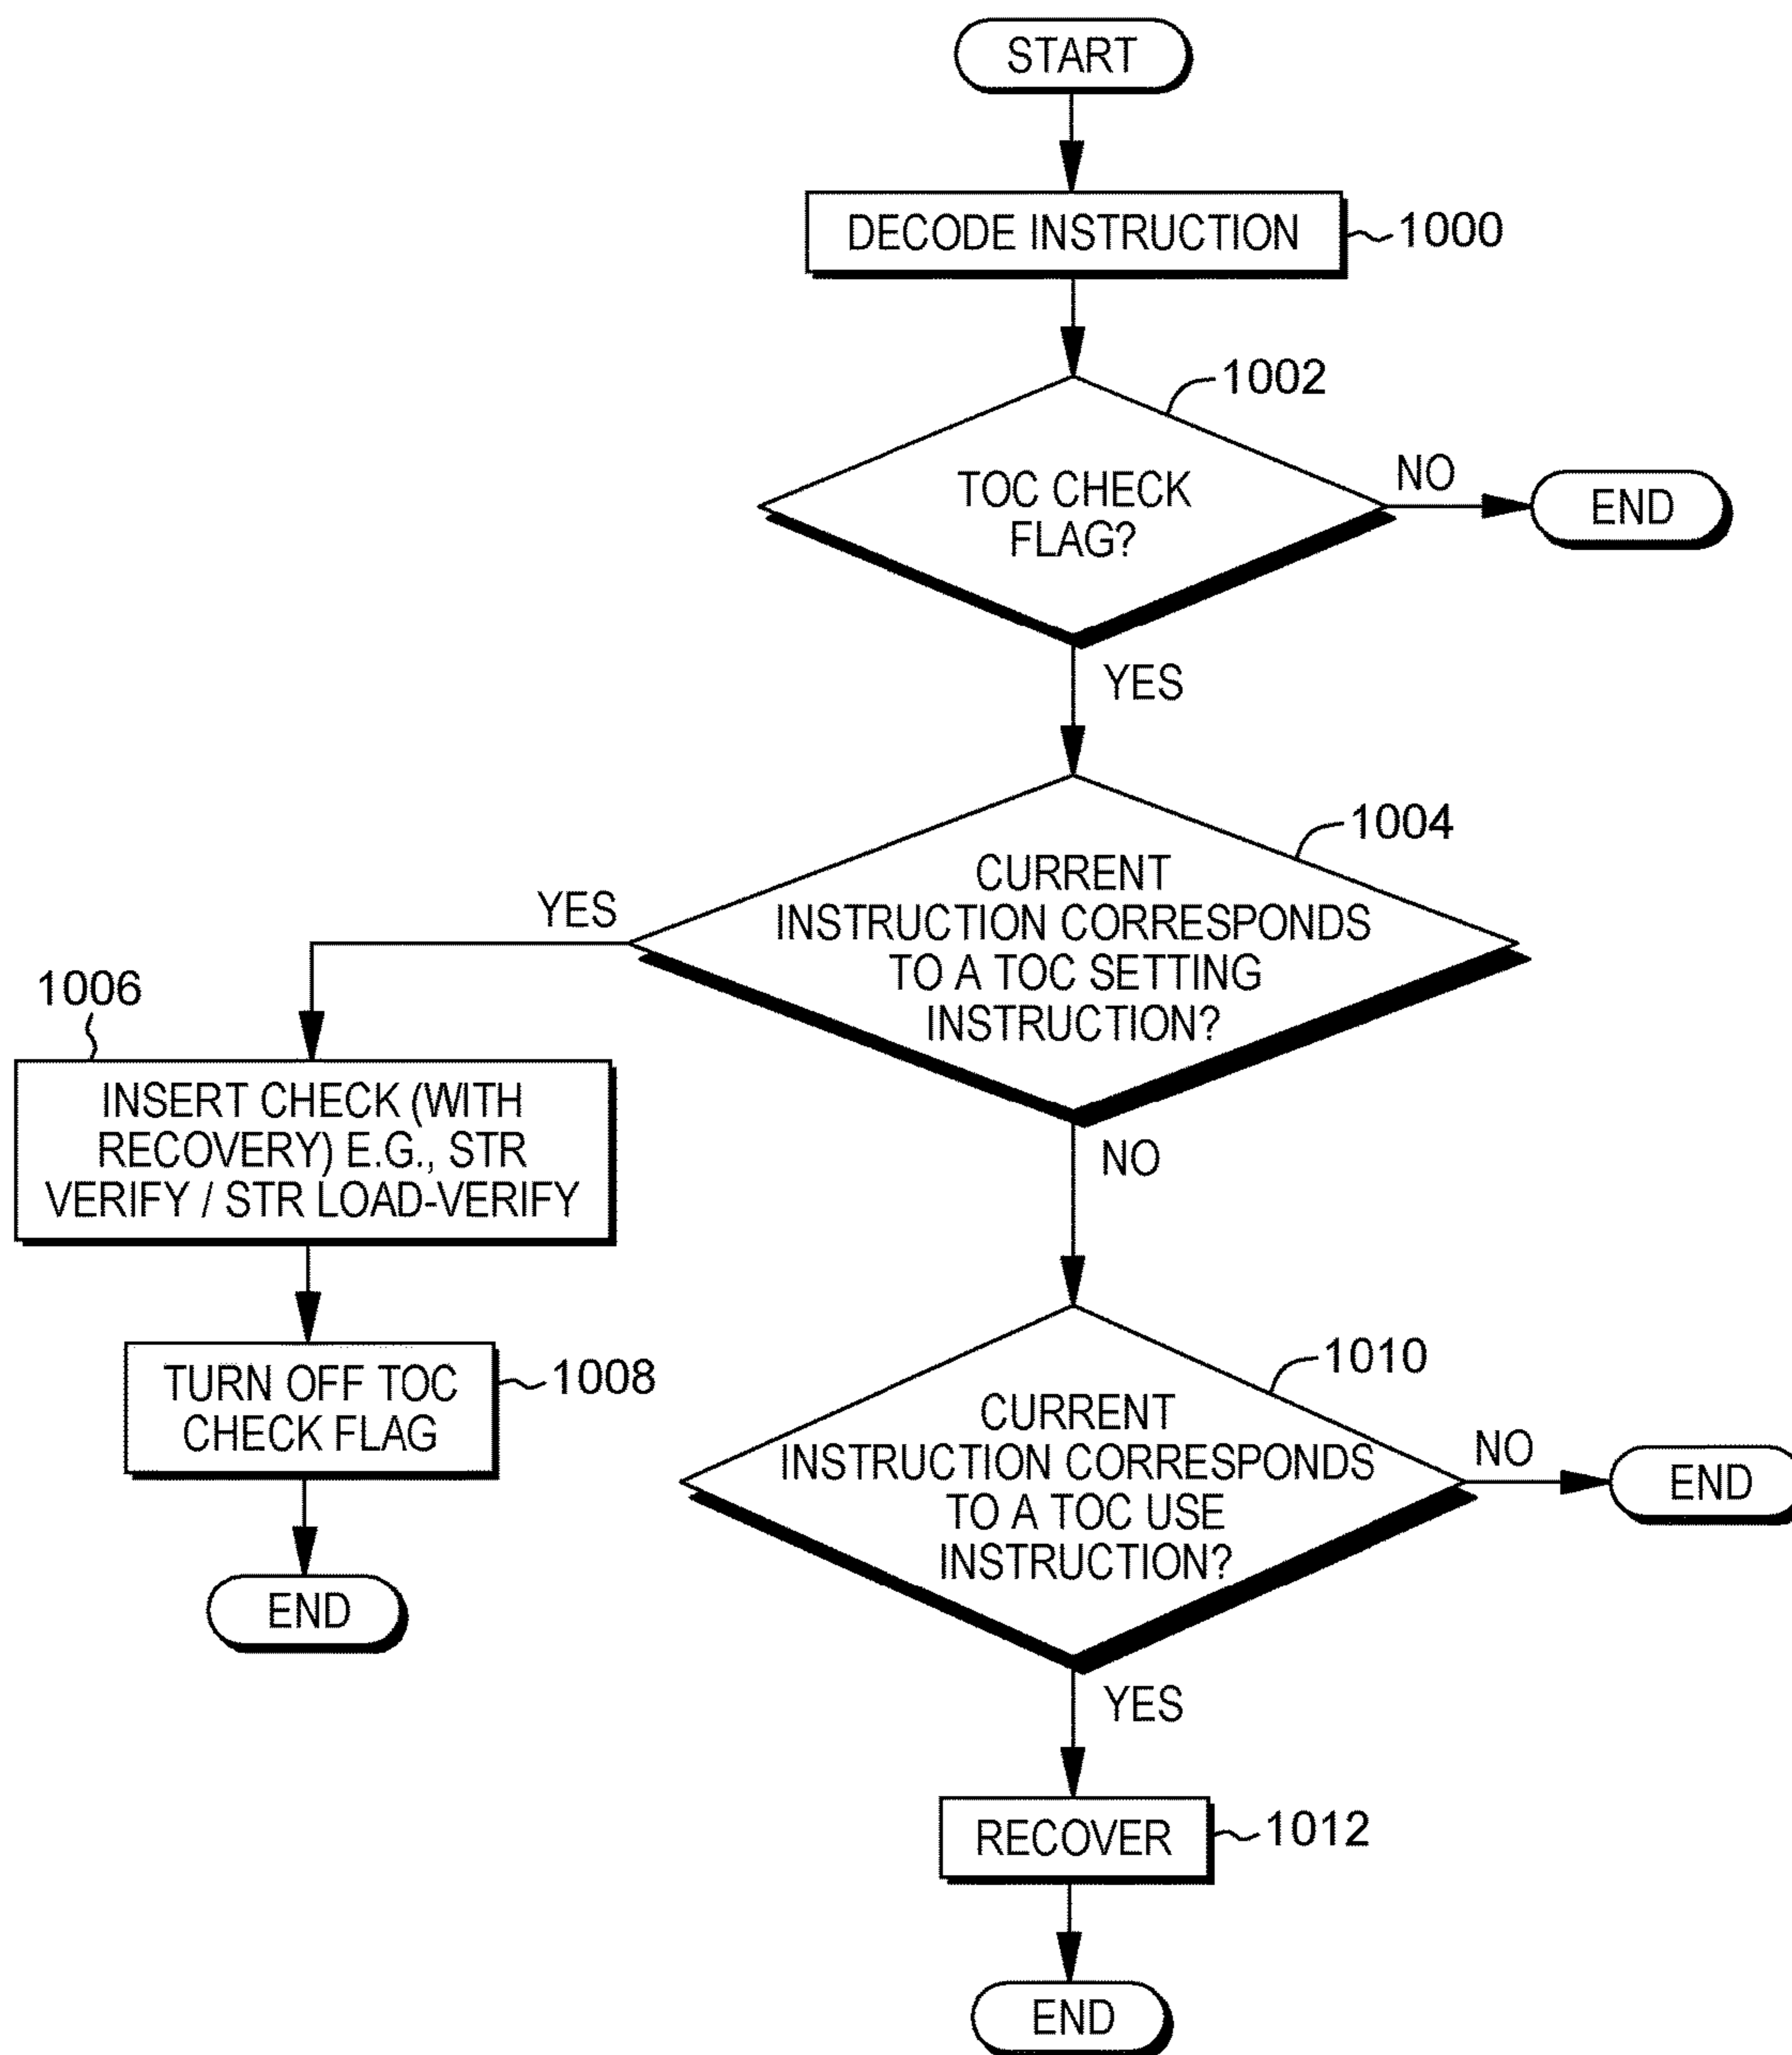 START
DECODE INSTRUCTION
1000
1002
TOC CHECK
FLAG?
NO
END
YES
1004
CURRENT
INSTRUCTION CORRESPONDS
TO A TOC SETTING
INSTRUCTION?
YES
1006
INSERT CHECK (WITH
RECOVERY) E.G., STR
VERIFY / STR LOAD-VERIFY
NO
TURN OFF TOC
CHECK FLAG
1008
END
1010
CURRENT
INSTRUCTION CORRESPONDS
TO A TOC USE
INSTRUCTION?
NO
END
YES
RECOVER
1012
END